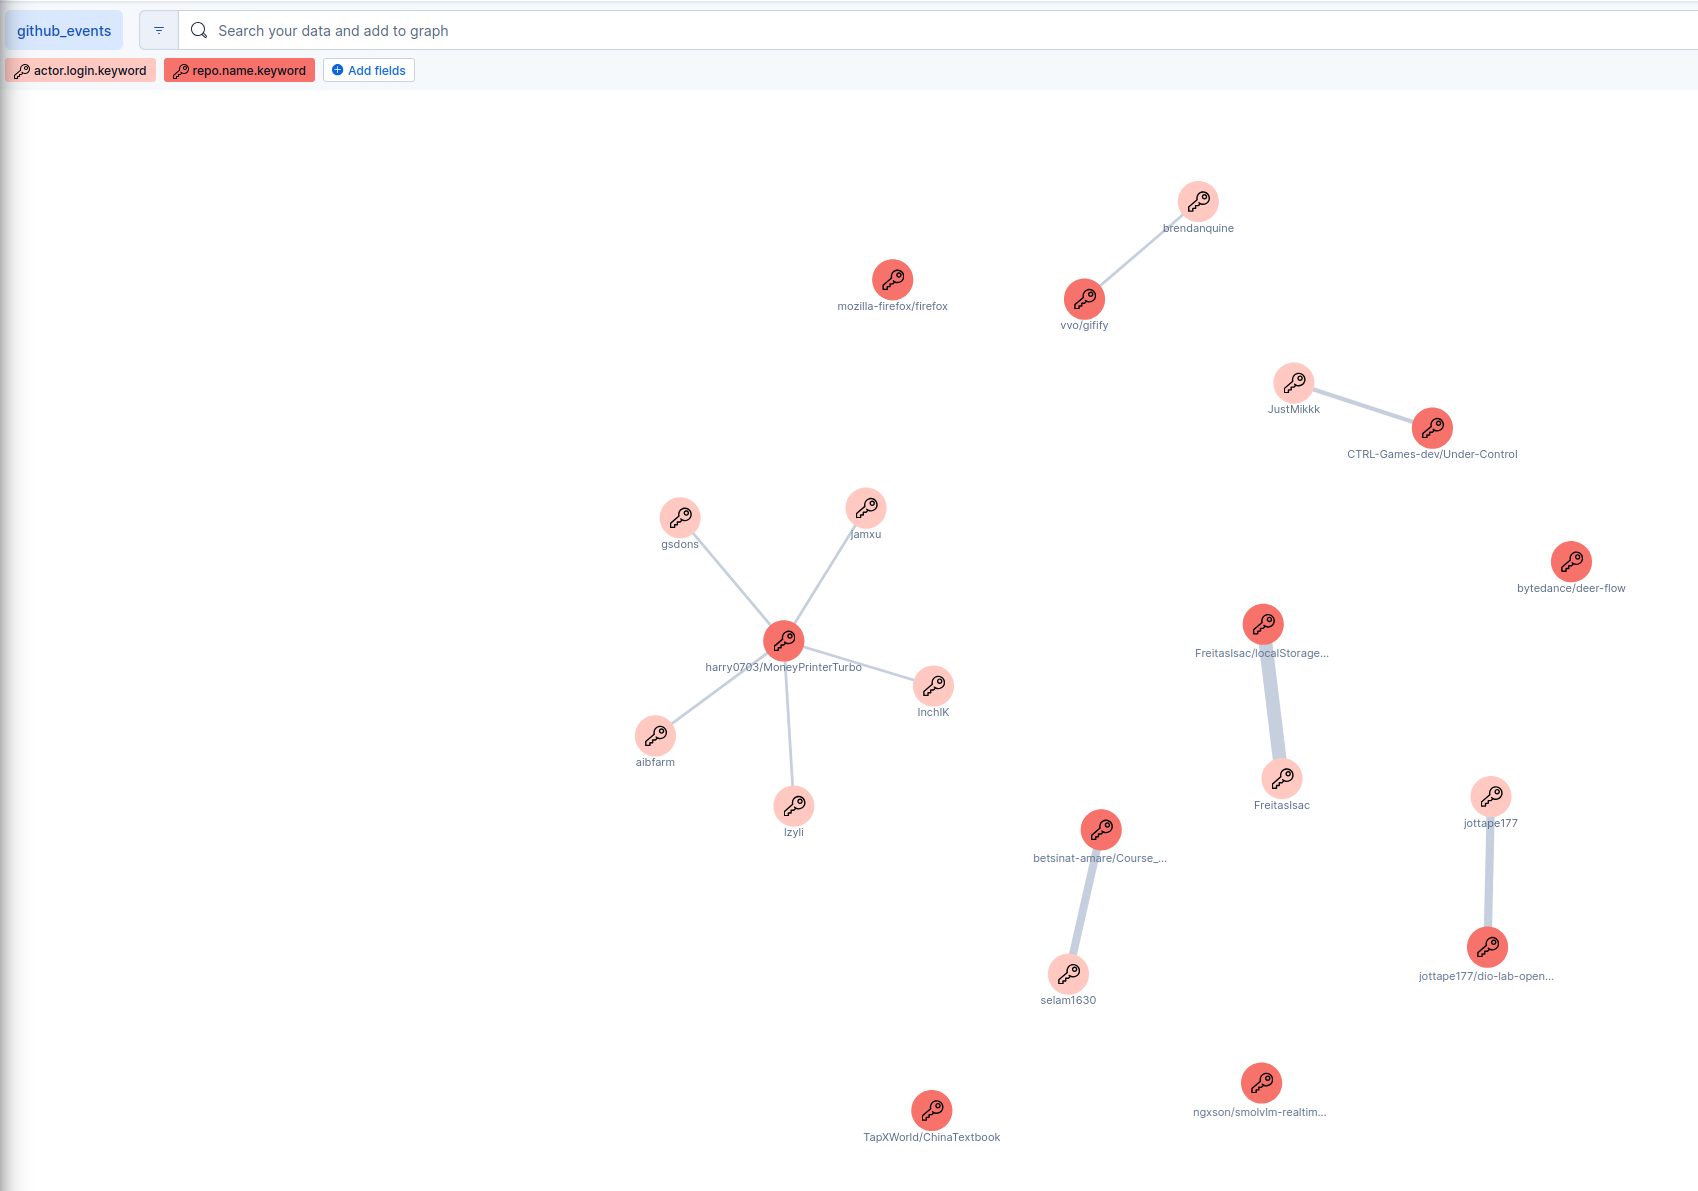 github_events
Search your data and add to graph
actor.login.keyword
repo.name.keyword
Add fields
brendanquine
mozilla-firefox/firefox
vvo/gifify
JustMikkk
CTRL-Games-dev/Under-Control
gsdons
jamxu
bytedance/deer-flow
FreitasIsac/localStorage...
harry0703/MoneyPrinterTurbo
InchIK
aibfarm
FreitasIsac
jottape177
lzyli
betsinat-amare/Course_...
jottape177/dio-lab-open...
selam1630
ngxson/smolvlm-realtim...
TapXWorld/ChinaTextbook